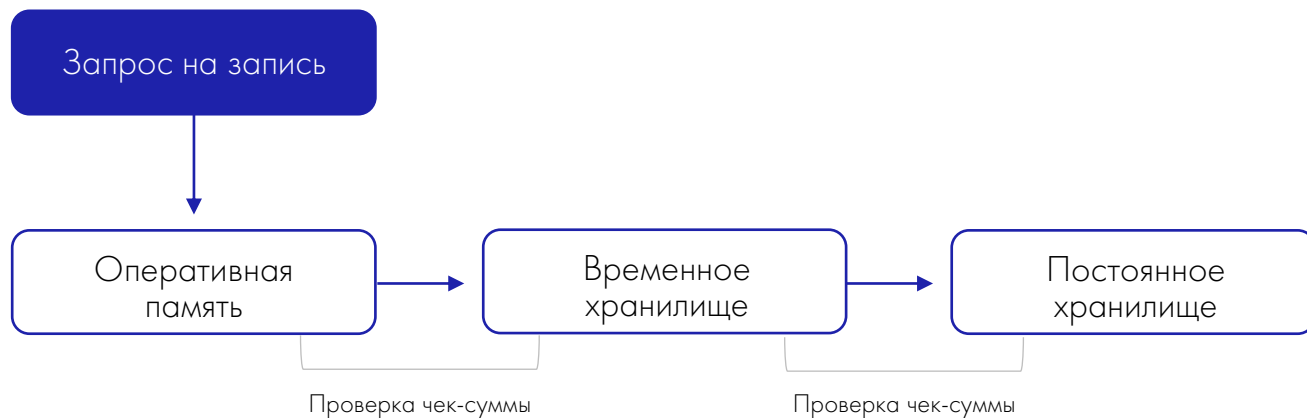 Запрос на запись
Оперативная
память
Временное
хранилище
Постоянное
хранилище
Проверка чек-суммы
Проверка чек-суммы